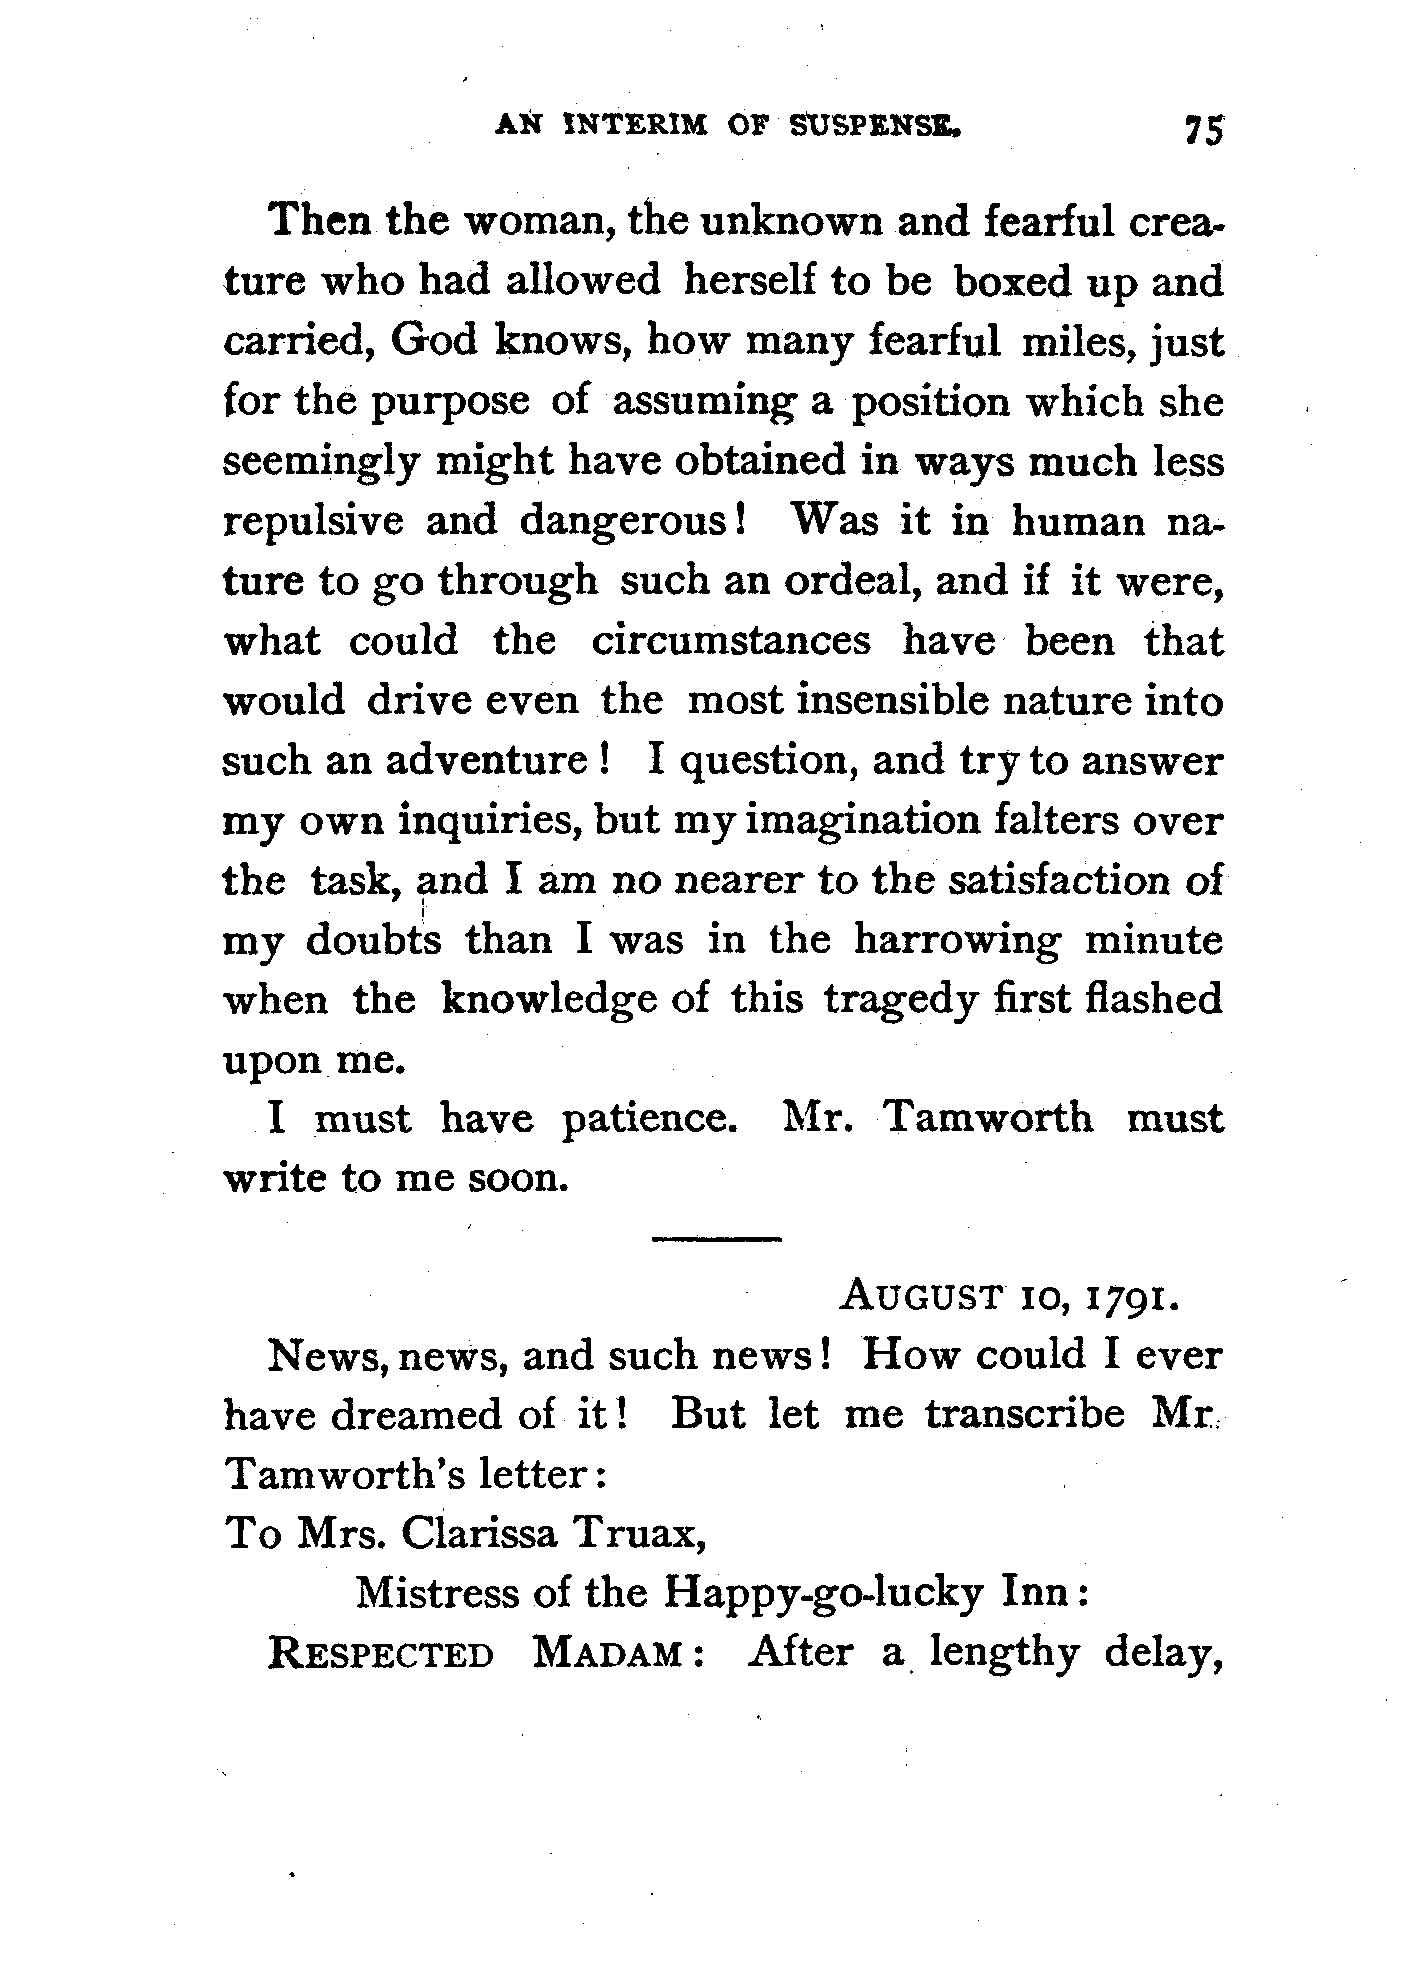 AN INTERIM OF SUSPENSE. 75
Then the woman, the unknown and fearful crea-
ture who had allowed herself to be boxed up and
carried, God knows, how many fearful miles, just
for the purpose of assuming a position which she
seemingly might have obtained in ways much less
repulsive and dangerous! Was it in human na-
ture to go through such an ordeal, and if it were,
what could the circumstances have been that
would drive even the most insensible nature into
such an adventure! I question, and try to answer
my own inquiries, but my imagination falters over
the task, and I am no nearer to the satisfaction of
my doubts than I was in the harrowing minute
when the knowledge of this tragedy first flashed
upon me.
I must have patience. Mr. Tamworth must
write to me soon.
AUGUST 10, 1791.
News, news, and such news! How could I ever
have dreamed of it! But let me transcribe Mr.
Tamworth's letter:
To Mrs. Clarissa Truax,
Mistress of the Happy-go-lucky Inn:
RESPECTED MADAM: After a lengthy delay,